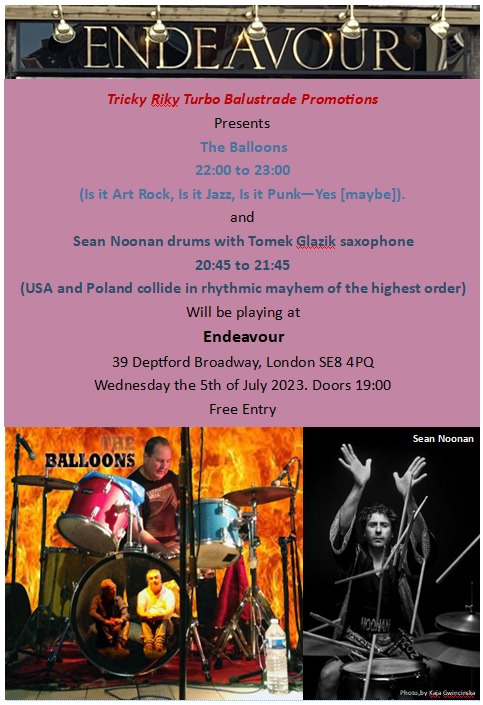 ENDEAVOUR
Tricky Riky Turbo Balustrade Promotions
Presents
The Balloons
22:00 to 23:00
(Is it Art Rock, Is it Jazz, Is it Punk—Yes [maybe]).
and
Sean Noonan drums with Tomek Glazik saxophone
20:45 to 21:45
(USA and Poland collide in rhythmic mayhem of the highest order)
Will be playing at
Endeavour
39 Deptford Broadway, London SE8 4PQ
Wednesday the 5th of July 2023. Doors 19:00
Free Entry
THE
BALLOONS
Sean Noonan
NOONAN
Photo by Kaja Gwincinska